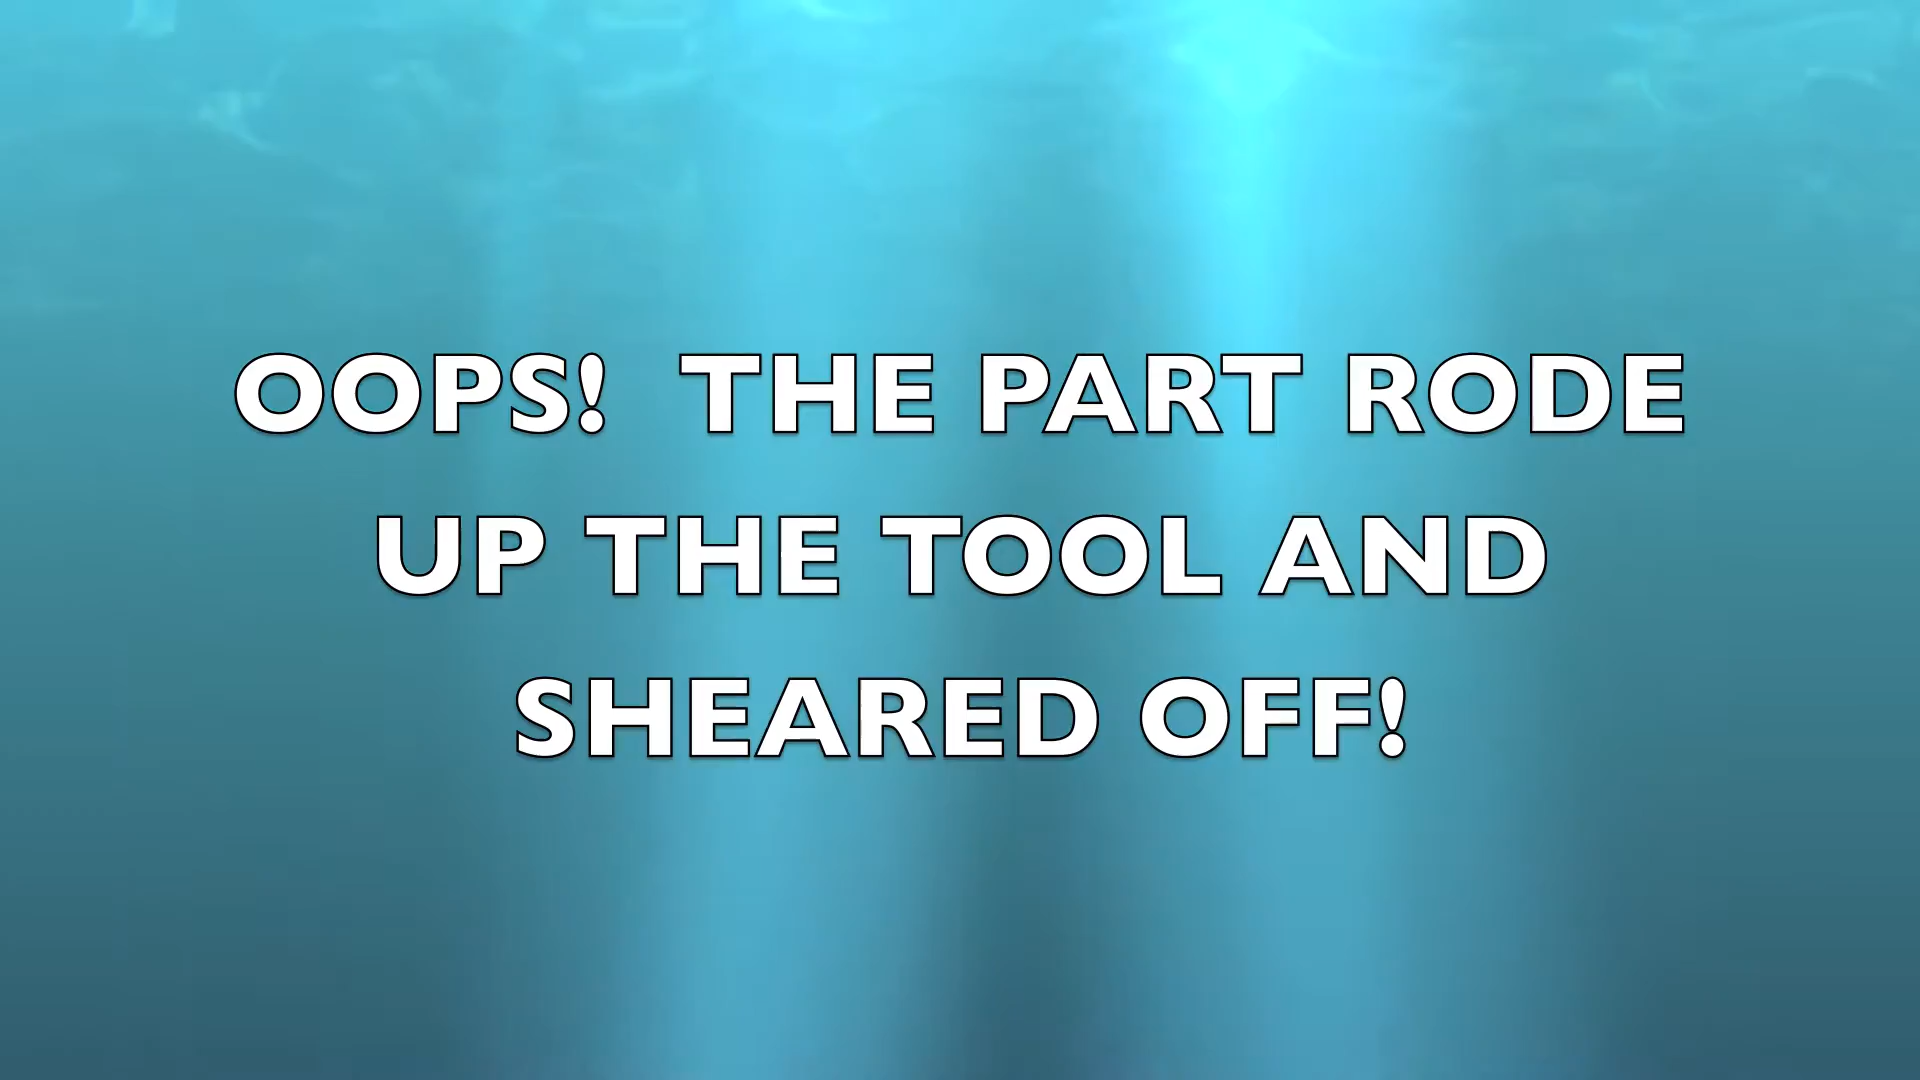 OOPS!  THE PART RODE
UP THE TOOL AND
SHEARED OFF!